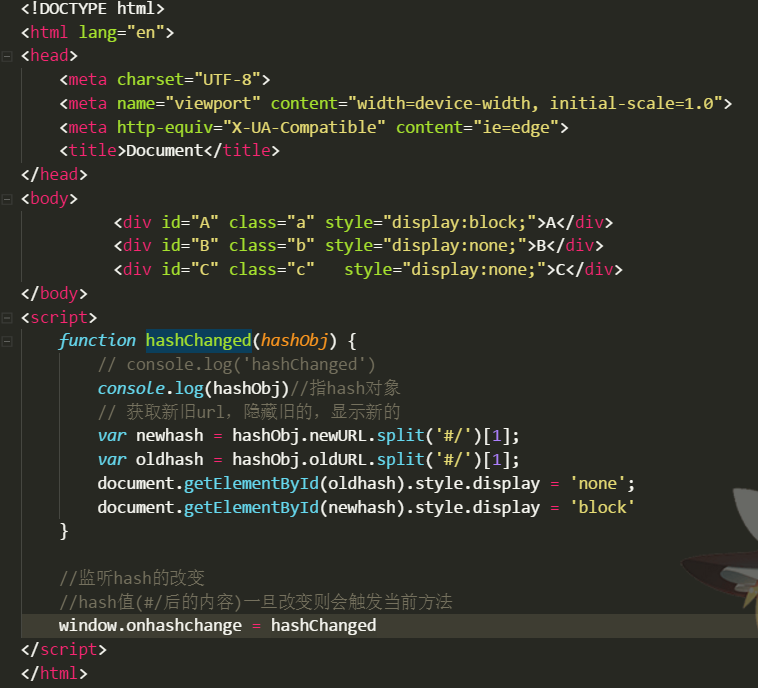 <!DOCTYPE html>
<html lang="en">
<head>
    <meta charset="UTF-8">
    <meta name="viewport" content="width=device-width, initial-scale=1.0">
    <meta http-equiv="X-UA-Compatible" content="ie=edge">
    <title>Document</title>
</head>
<body>
          <div id="A" class="a" style="display:block;">A</div>
          <div id="B" class="b" style="display:none;">B</div>
          <div id="C" class="c"   style="display:none;">C</div>
</body>
<script>
    function hashChanged(hashObj) {
        // console.log('hashChanged')
        console.log(hashObj)//指hash对象
        // 获取新旧url，隐藏旧的，显示新的
        var newhash = hashObj.newURL.split('#/')[1];
        var oldhash = hashObj.oldURL.split('#/')[1];
        document.getElementById(oldhash).style.display = 'none';
        document.getElementById(newhash).style.display = 'block'
    }

    //监听hash的改变
    //hash值(#/后的内容)一旦改变则会触发当前方法
    window.onhashchange = hashChanged
</script>
</html>